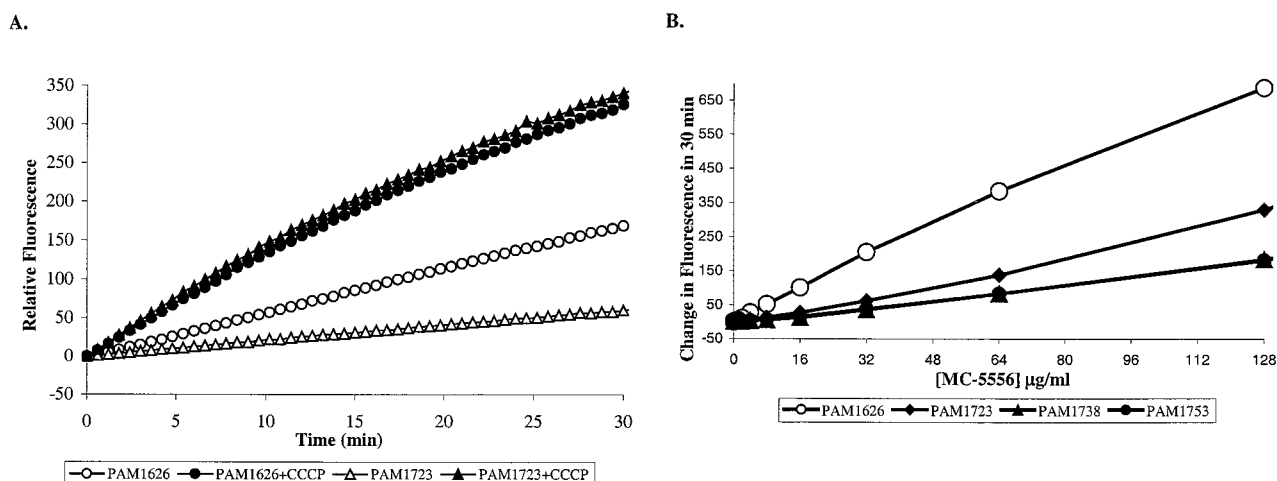 A.
350
300
250
200
150
100
50
0
-50
Relative Fluorescence
0 5 10 15 20 25 30
Time (min)
PAM1626 PAM1626+CCCP PAM1723 PAM1723+CCCP
B.
650
550
450
350
250
150
50
-50
Change in Fluorescence in 30 min
0 16 32 48 64 80 96 112 128
[MC-5556] µg/ml
PAM1626 PAM1723 PAM1738 PAM1753